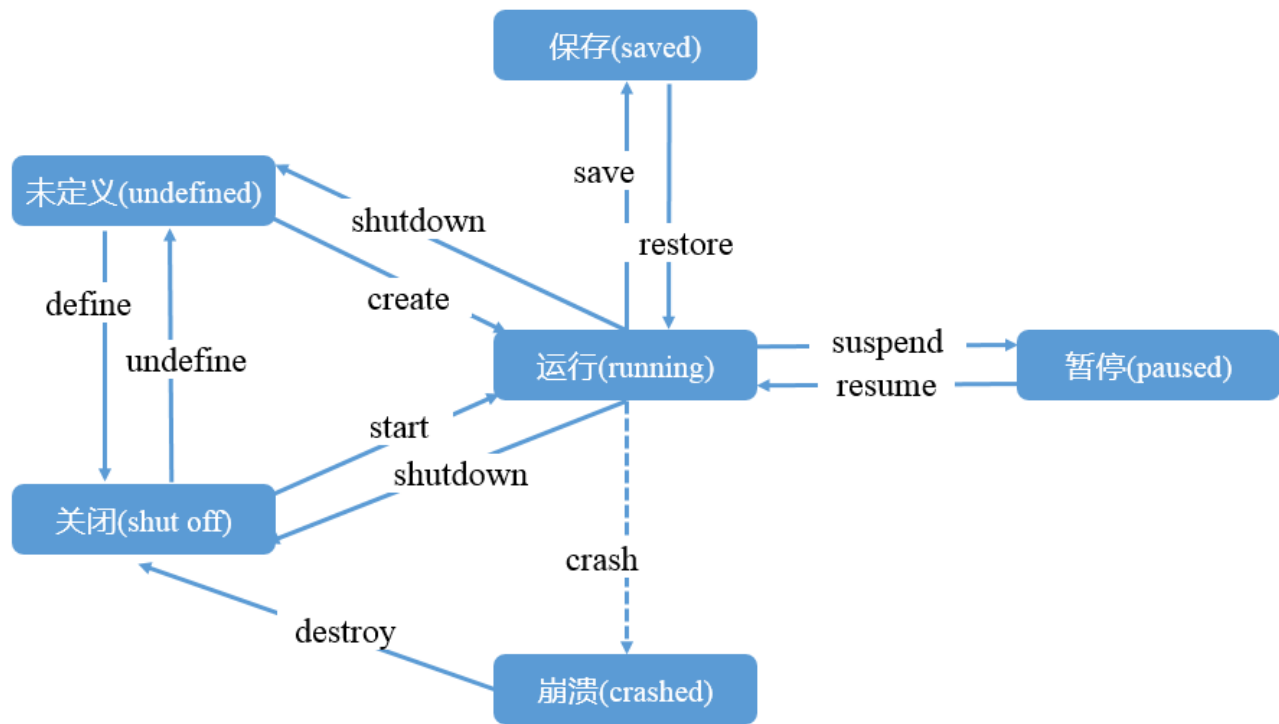 保存(saved)
save
restore
未定义(undefined)
shutdown
create
define
undefine
运行(running)
suspend
resume
暂停(paused)
start
shutdown
关闭(shut off)
crash
destroy
崩溃(crashed)